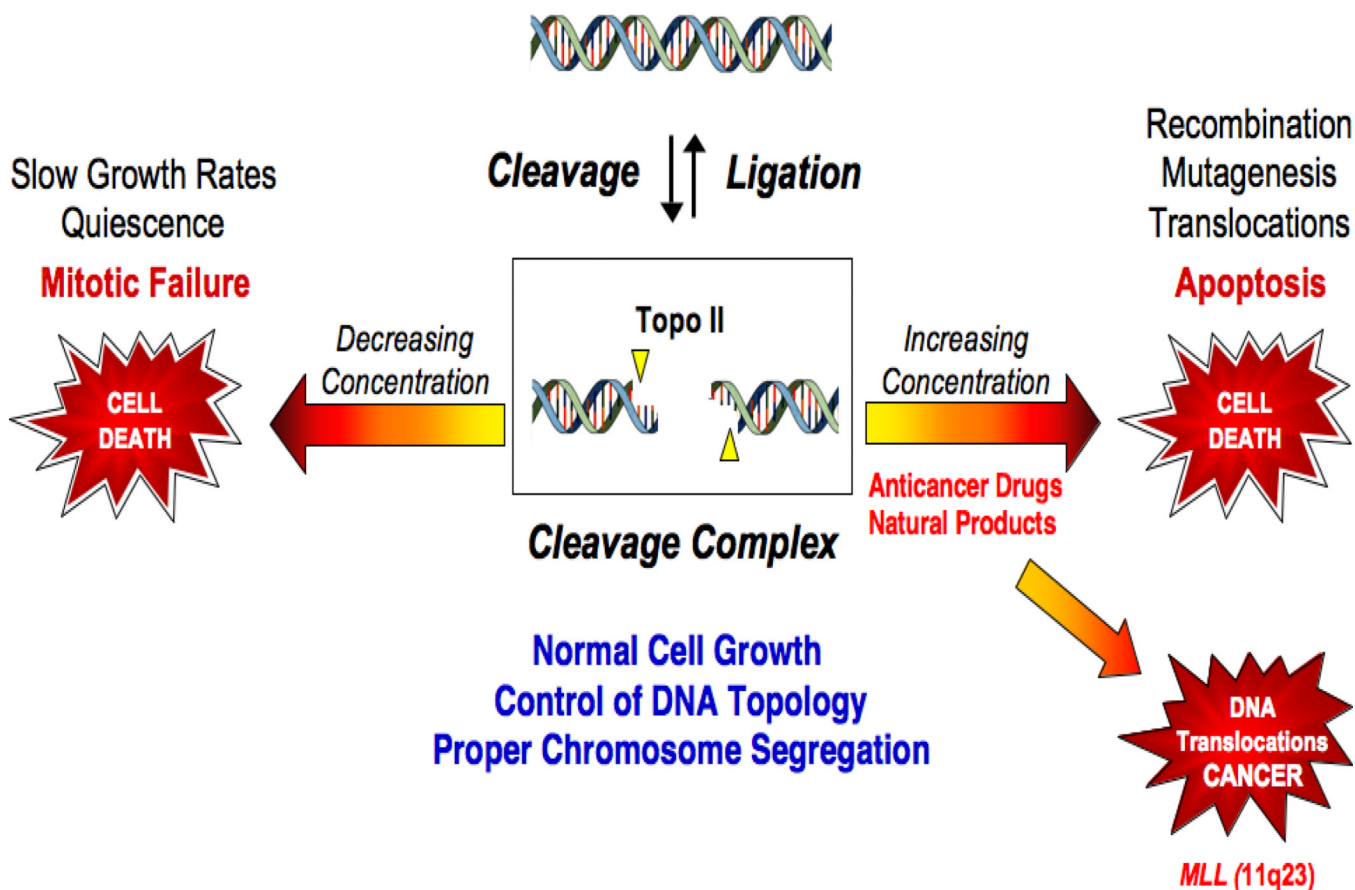 Cleavage
Ligation
Slow Growth Rates
Quiescence
Mitotic Failure
CELL
DEATH
Decreasing
Concentration
Topo II
Cleavage Complex
Increasing
Concentration
Anticancer Drugs
Natural Products
Recombination
Mutagenesis
Translocations
Apoptosis
CELL
DEATH
Normal Cell Growth
Control of DNA Topology
Proper Chromosome Segregation
DNA
Translocations
CANCER
MLL (11q23)